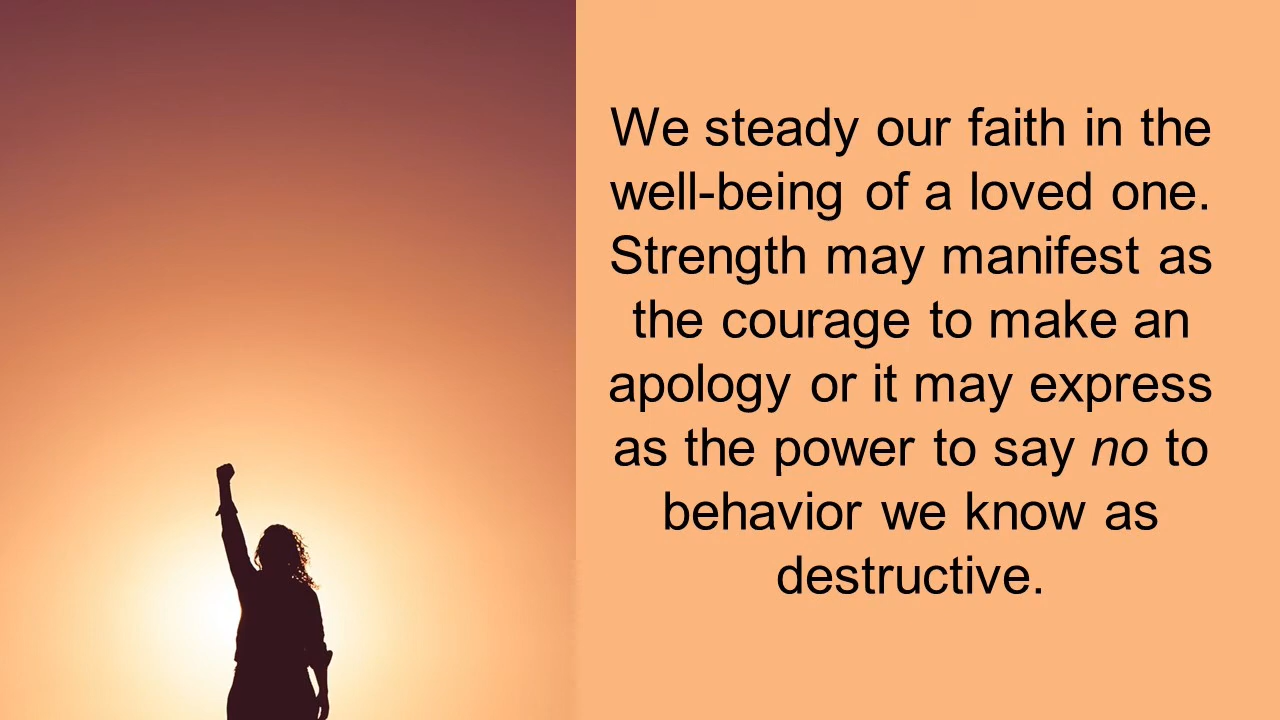 We steady our faith in the
well-being of a loved one.
Strength may manifest as
the courage to make an
apology or it may express
as the power to say no to
behavior we know as
destructive.